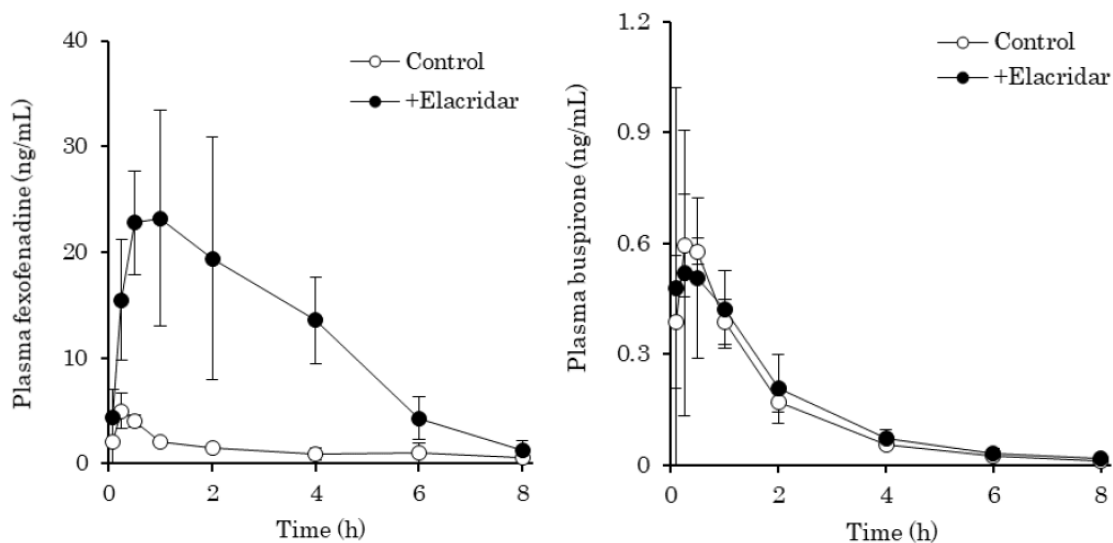 Plasma fexofenadine (ng/mL)
40
30
20
10
0
0
2
4
6
8
Time (h)
Control
+Elacridar
Plasma buspirone (ng/mL)
1.2
0.9
0.6
0.3
0
0
2
4
6
8
Time (h)
Control
+Elacridar